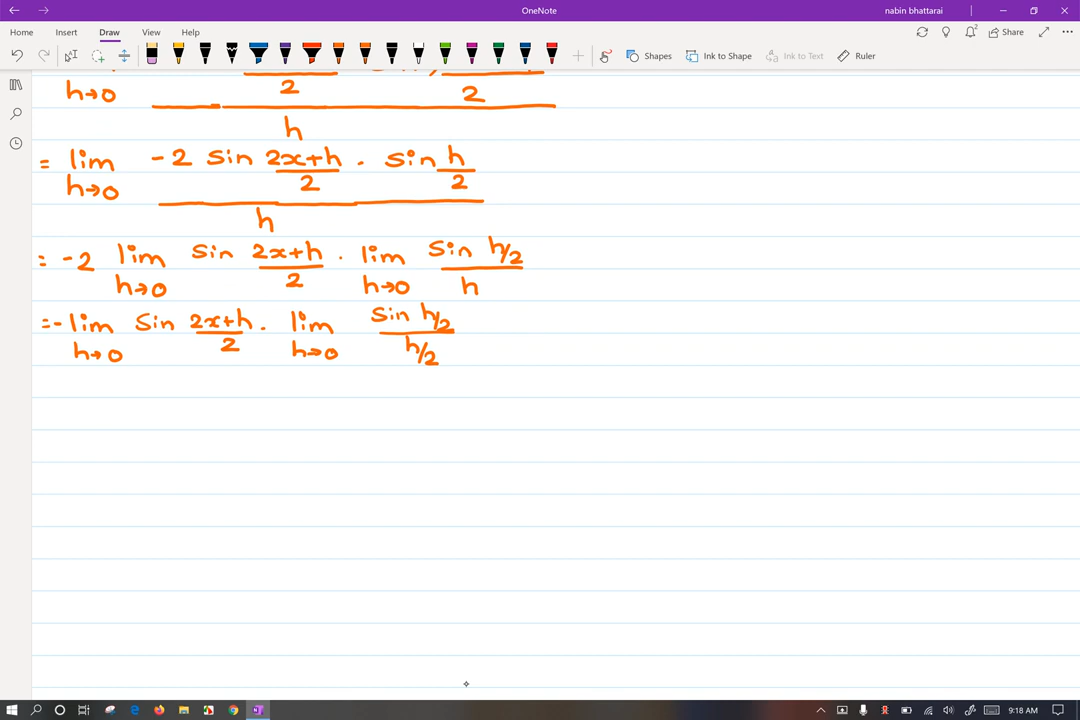 OneNote
nabin bhattarai
Home Insert Draw View Help
Share
Shapes Ink to Shape Ink to Text Ruler
h→0 2 2
h
= lim -2 sin 2x+h/2 . sin h/2
h→0
h
= -2 lim sin 2x+h/2 . lim sin h/2
h→0 h→0 h
= - lim sin 2x+h/2 . lim sin h/2
h→0 h→0 h/2
9:18 AM